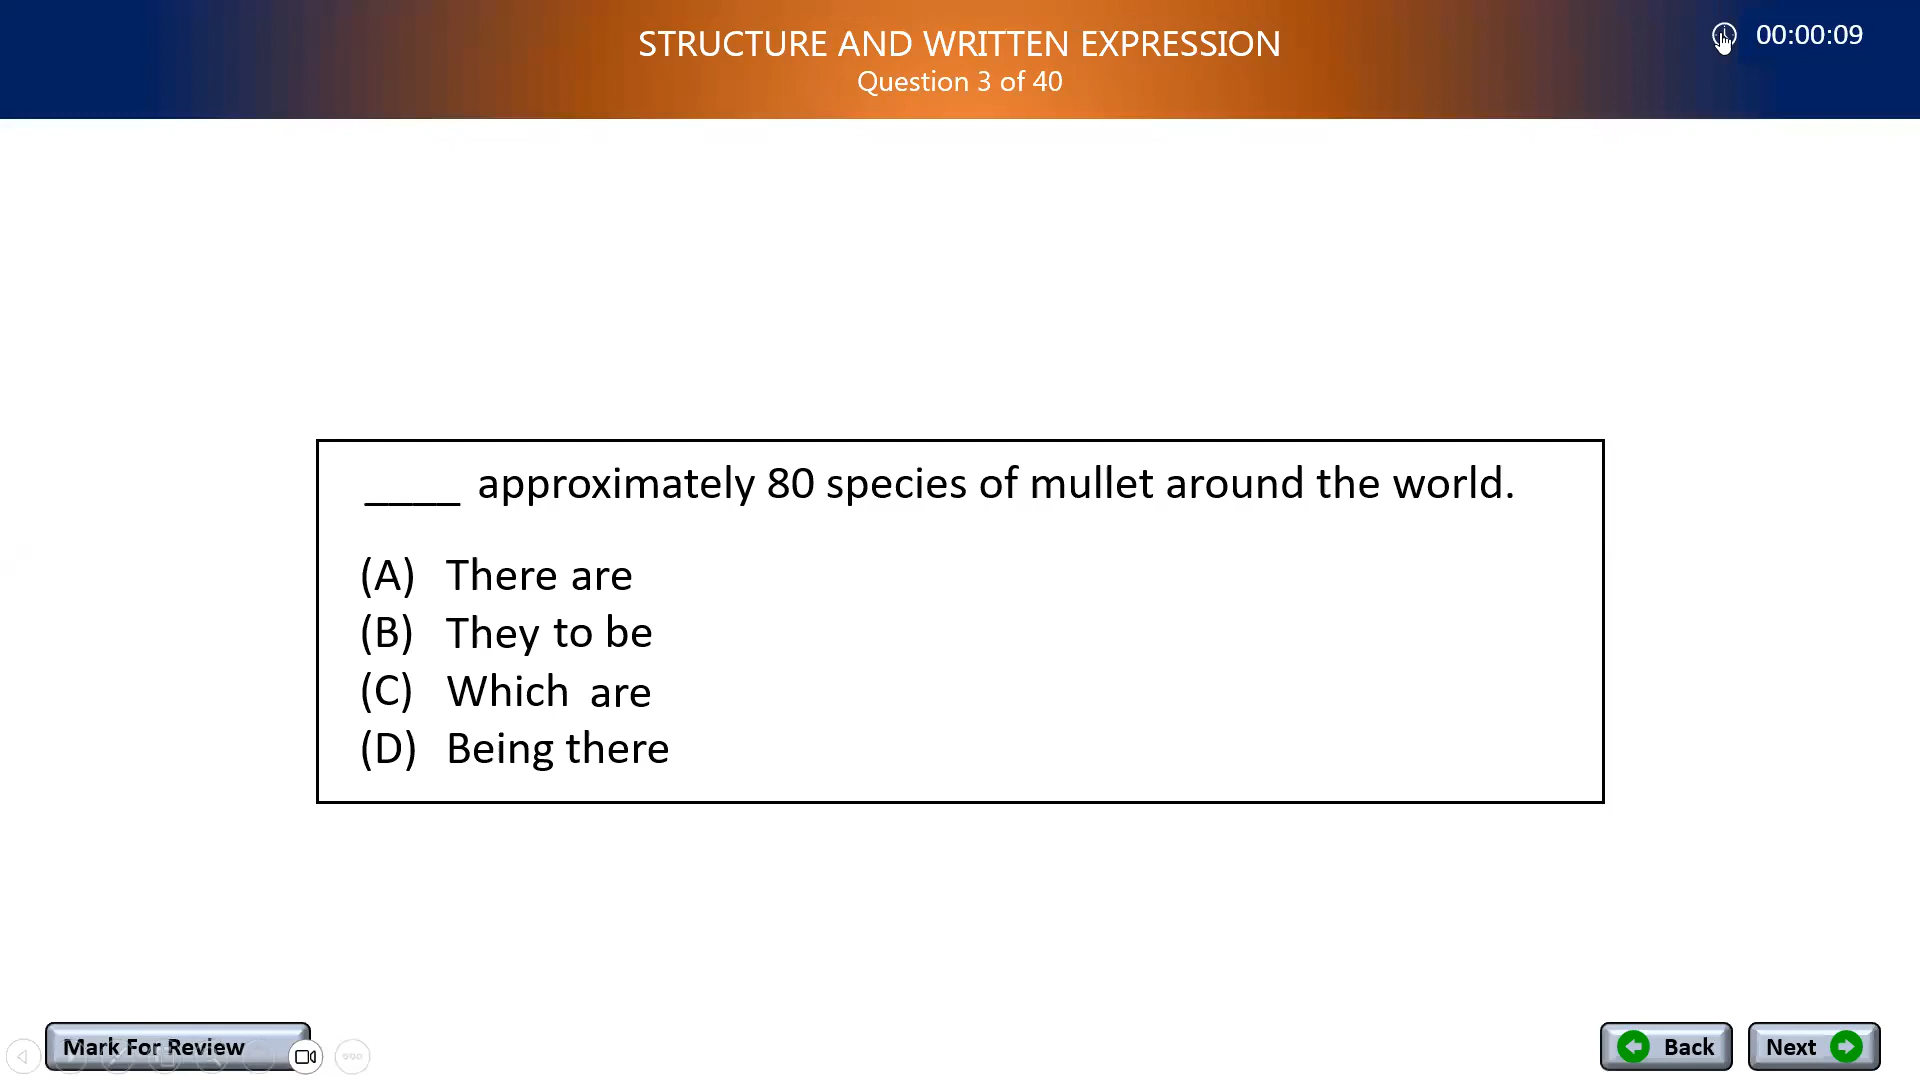 STRUCTURE AND WRITTEN EXPRESSION
Question 3 of 40
00:00:09
____ approximately 80 species of mullet around the world.
(A) There are
(B) They to be
(C) Which are
(D) Being there
Mark For Review
Back
Next